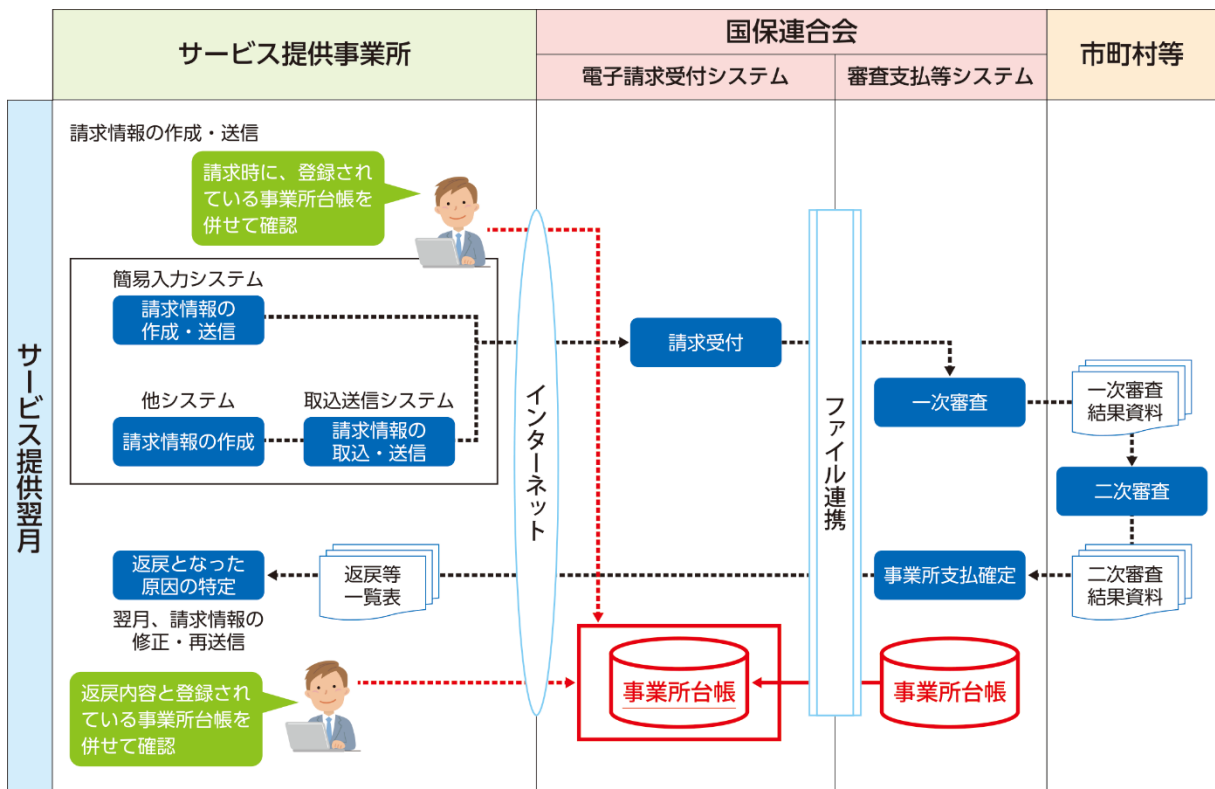 サービス提供事業所
国保連合会
電子請求受付システム
審査支払等システム
市町村等
サービス提供翌月
請求情報の作成・送信
請求時に、登録され
ている事業所台帳を
併せて確認
簡易入力システム
請求情報の
作成・送信
他システム
請求情報の作成
取込送信システム
請求情報の
取込・送信
インターネット
請求受付
ファイル連携
一次審査
一次審査
結果資料
二次審査
二次審査
結果資料
事業所支払確定
返戻等
一覧表
返戻となった
原因の特定
翌月、請求情報の
修正・再送信
返戻内容と登録され
ている事業所台帳を
併せて確認
事業所台帳
事業所台帳